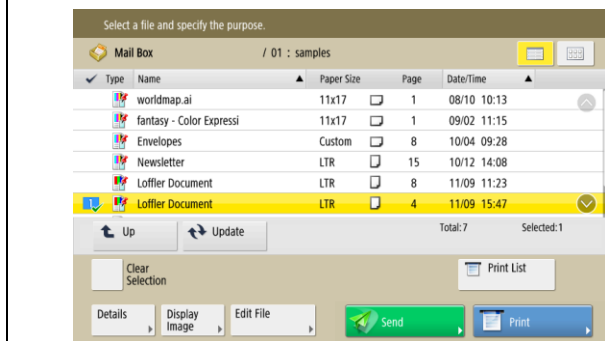 Select a file and specify the purpose.
Mail Box / 01 : samples
Type Name ▲ Paper Size Page Date/Time ▲
worldmap.ai 11x17 1 08/10 10:13
fantasy - Color Expressi 11x17 1 09/02 11:15
Envelopes Custom 8 10/04 09:28
Newsletter LTR 15 10/12 14:08
Loffler Document LTR 8 11/09 11:23
1 Loffler Document LTR 4 11/09 15:47
Up Update Total:7 Selected:1
Clear
Selection
Print List
Details Display
Image
Edit File
Send Print